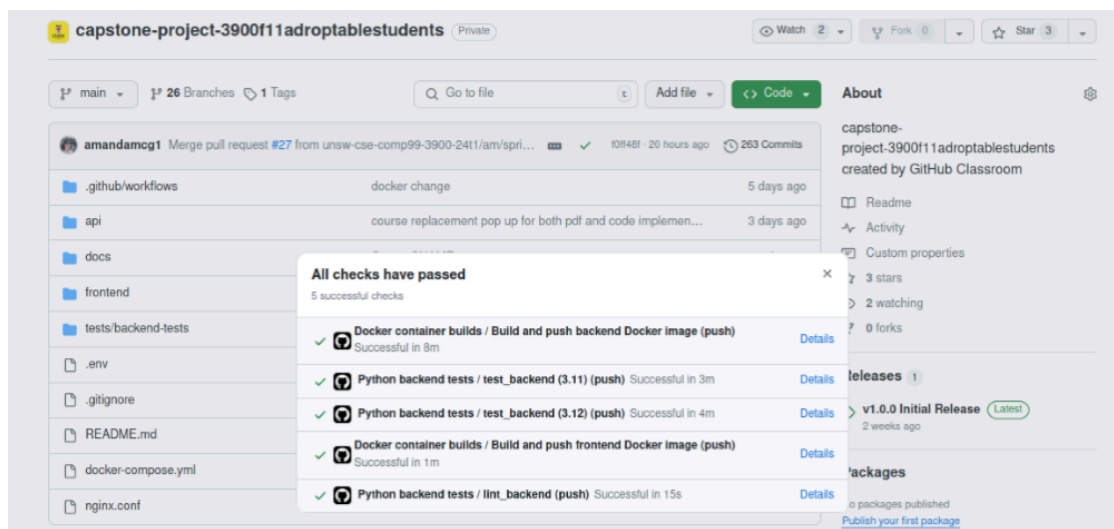 capstone-project-3900f11adroptablestudents Private
Watch 2 Fork 0 Star 3
main 26 Branches 1 Tags Go to file t Add file Code
amandamcg1 Merge pull request #27 from unsw-cse-comp99-3900-24t1/am/spri... f0ff48f · 20 hours ago 263 Commits
.github/workflows docker change 5 days ago
api course replacement pop up for both pdf and code implemen... 3 days ago
docs
frontend
tests/backend-tests
.env
.gitignore
README.md
docker-compose.yml
nginx.conf
All checks have passed
5 successful checks
Docker container builds / Build and push backend Docker image (push)
Successful in 8m Details
Python backend tests / test_backend (3.11) (push) Successful in 3m Details
Python backend tests / test_backend (3.12) (push) Successful in 4m Details
Docker container builds / Build and push frontend Docker image (push)
Successful in 1m Details
Python backend tests / lint_backend (push) Successful in 15s Details
About
capstone-
project-3900f11adroptablestudents
created by GitHub Classroom
Readme
Activity
Custom properties
3 stars
2 watching
0 forks
Releases 1
v1.0.0 Initial Release Latest
2 weeks ago
Packages
No packages published
Publish your first package